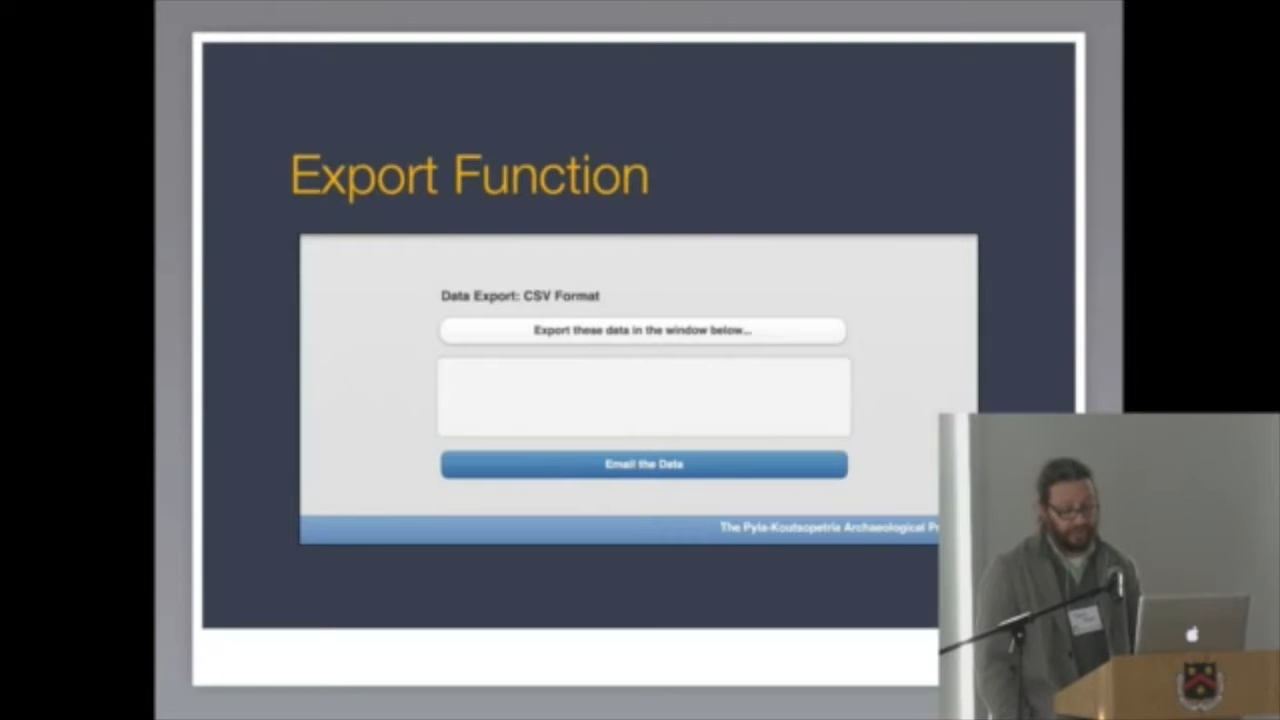 Export Function
Data Export: CSV Format
Export these data in the window below...
Email the Data
The Pyla-Koutsopetria Archaeological